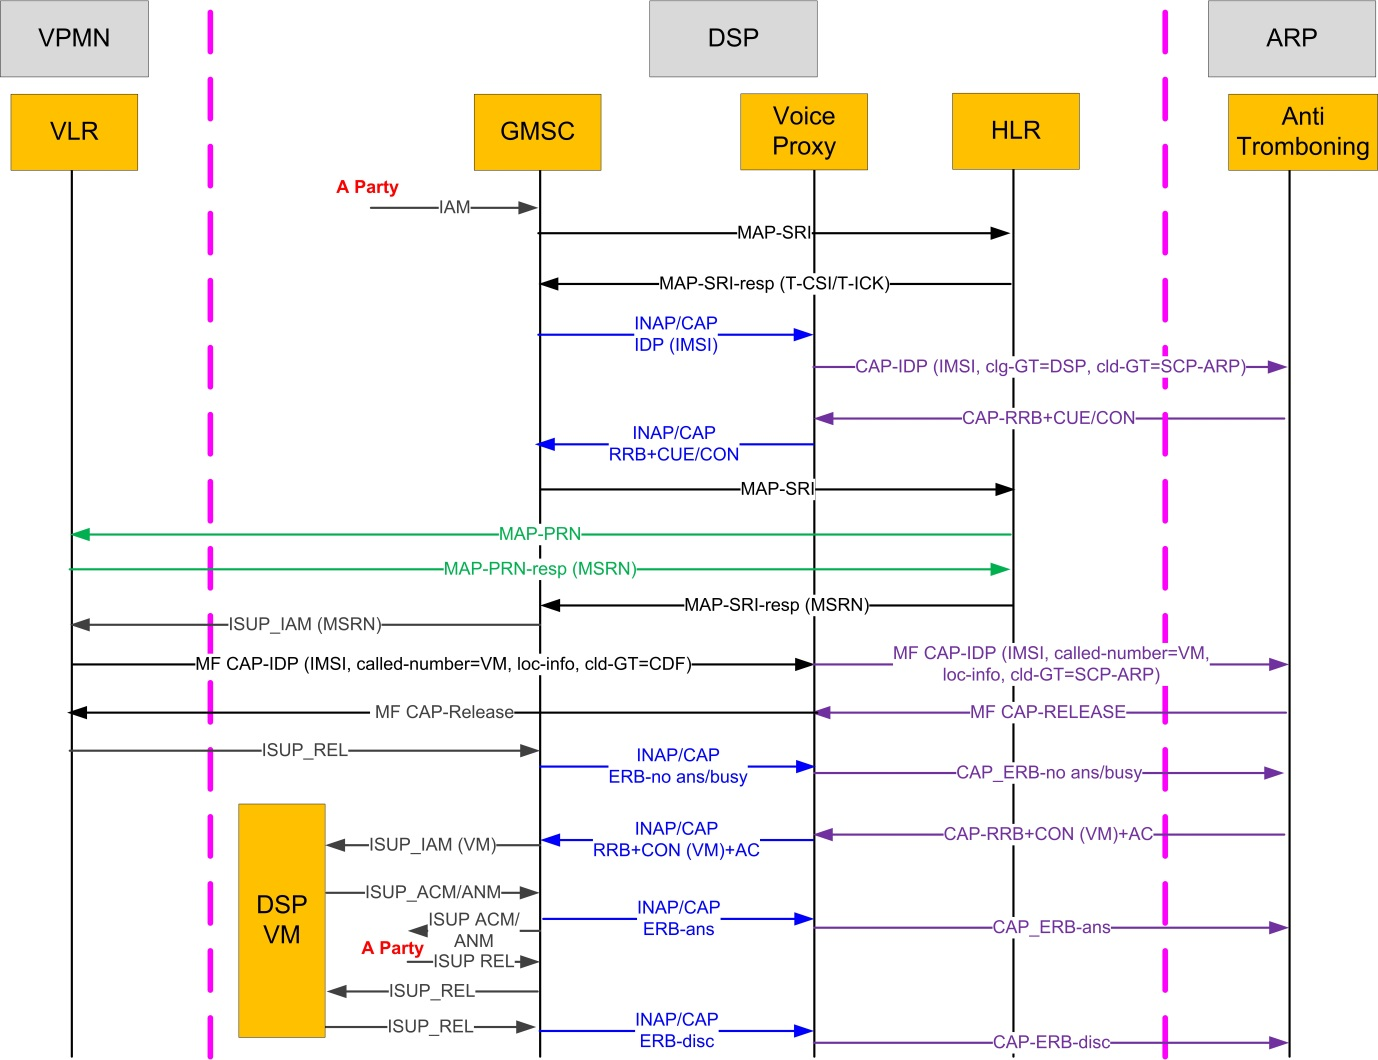 VPMN
DSP
ARP
VLR
GMSC
Voice
Proxy
HLR
Anti
Tromboning
A Party
IAM
MAP-SRI
MAP-SRI-resp (T-CSI/T-ICK)
INAP/CAP
IDP (IMSI)
CAP-IDP (IMSI, clg-GT=DSP, cld-GT=SCP-ARP)
CAP-RRB+CUE/CON
INAP/CAP
RRB+CUE/CON
MAP-SRI
MAP-PRN
MAP-PRN-resp (MSRN)
MAP-SRI-resp (MSRN)
ISUP_IAM (MSRN)
MF CAP-IDP (IMSI, called-number=VM, loc-info, cld-GT=CDF)
MF CAP-IDP (IMSI, called-number=VM,
loc-info, cld-GT=SCP-ARP)
MF CAP-Release
MF CAP-RELEASE
ISUP_REL
INAP/CAP
ERB-no ans/busy
CAP_ERB-no ans/busy
CAP-RRB+CON (VM)+AC
INAP/CAP
RRB+CON (VM)+AC
ISUP_IAM (VM)
DSP
VM
ISUP_ACM/ANM
ISUP ACM/
ANM
INAP/CAP
ERB-ans
CAP_ERB-ans
A Party
ISUP REL
ISUP_REL
ISUP_REL
INAP/CAP
ERB-disc
CAP-ERB-disc